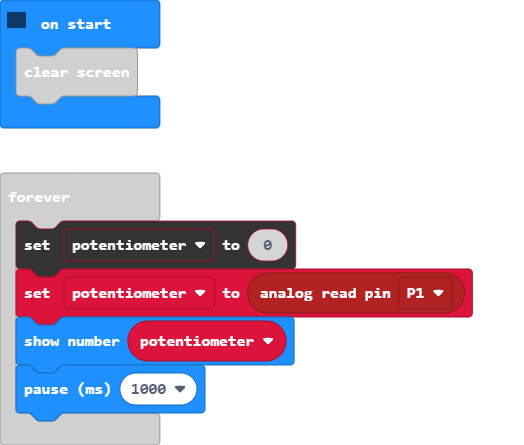 on start
clear screen
forever
set potentiometer to 0
set potentiometer to analog read pin P1
show number potentiometer
pause (ms) 1000